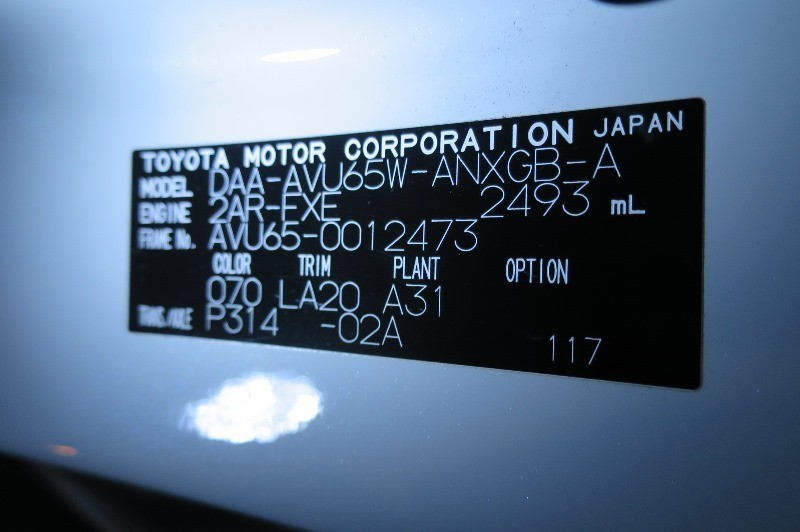 TOYOTA MOTOR CORPORATION JAPAN
MODEL DAA-AVU65W-ANXGB-A
ENGINE 2AR-FXE 2493 mL
FRAME No. AVU65-0012473
COLOR TRIM PLANT OPTION
070 LA20 A31
TRANS/AXLE P314 -02A
117